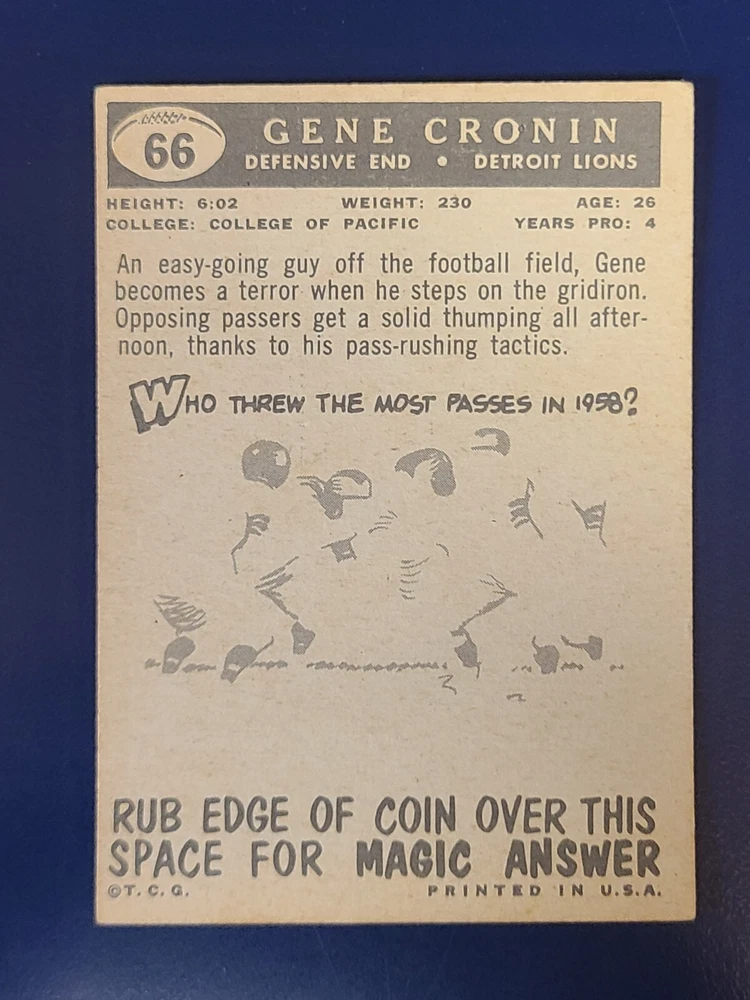 66
GENE CRONIN
DEFENSIVE END • DETROIT LIONS
HEIGHT: 6:02 WEIGHT: 230 AGE: 26
COLLEGE: COLLEGE OF PACIFIC YEARS PRO: 4
An easy-going guy off the football field, Gene
becomes a terror when he steps on the gridiron.
Opposing passers get a solid thumping all after-
noon, thanks to his pass-rushing tactics.
WHO THREW THE MOST PASSES IN 1958?
RUB EDGE OF COIN OVER THIS
SPACE FOR MAGIC ANSWER
©T.C.G. PRINTED IN U.S.A.